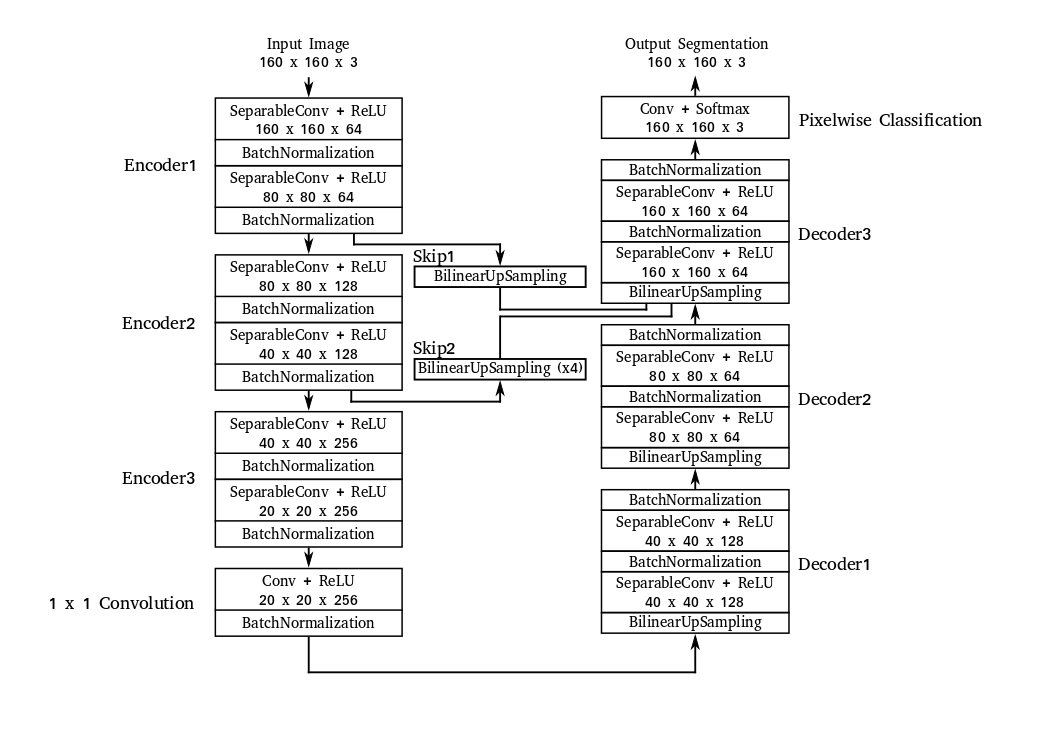 Input Image
160 x 160 x 3
SeparableConv + ReLU
160 x 160 x 64
BatchNormalization
Encoder1
SeparableConv + ReLU
80 x 80 x 64
BatchNormalization
SeparableConv + ReLU
80 x 80 x 128
BatchNormalization
Encoder2
SeparableConv + ReLU
40 x 40 x 128
BatchNormalization
SeparableConv + ReLU
40 x 40 x 256
BatchNormalization
Encoder3
SeparableConv + ReLU
20 x 20 x 256
BatchNormalization
Conv + ReLU
20 x 20 x 256
1 x 1 Convolution
BatchNormalization
Skip1
BilinearUpSampling
Skip2
BilinearUpSampling (x4)
Output Segmentation
160 x 160 x 3
Conv + Softmax
160 x 160 x 3
Pixelwise Classification
BatchNormalization
SeparableConv + ReLU
160 x 160 x 64
BatchNormalization
Decoder3
SeparableConv + ReLU
160 x 160 x 64
BilinearUpSampling
BatchNormalization
SeparableConv + ReLU
80 x 80 x 64
BatchNormalization
Decoder2
SeparableConv + ReLU
80 x 80 x 64
BilinearUpSampling
BatchNormalization
SeparableConv + ReLU
40 x 40 x 128
BatchNormalization
Decoder1
SeparableConv + ReLU
40 x 40 x 128
BilinearUpSampling